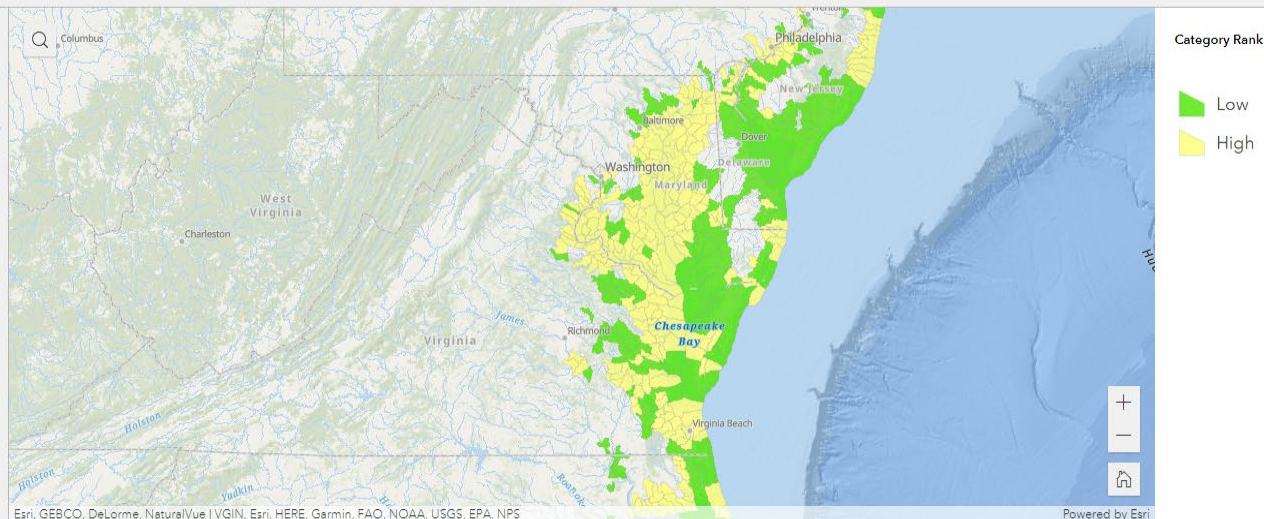 Columbus
Trenton
Philadelphia
New Jersey
Baltimore
Dover
Washington
Delaware
Maryland
West
Virginia
Charleston
James
Richmond
Chesapeake
Bay
Virginia
Virginia Beach
Holston
Holston
Yadkin
Roanoke
Category Rank
Low
High
+
−
Esri, GEBCO, DeLorme, NaturalVue | VGIN, Esri, HERE, Garmin, FAO, NOAA, USGS, EPA, NPS
Powered by Esri